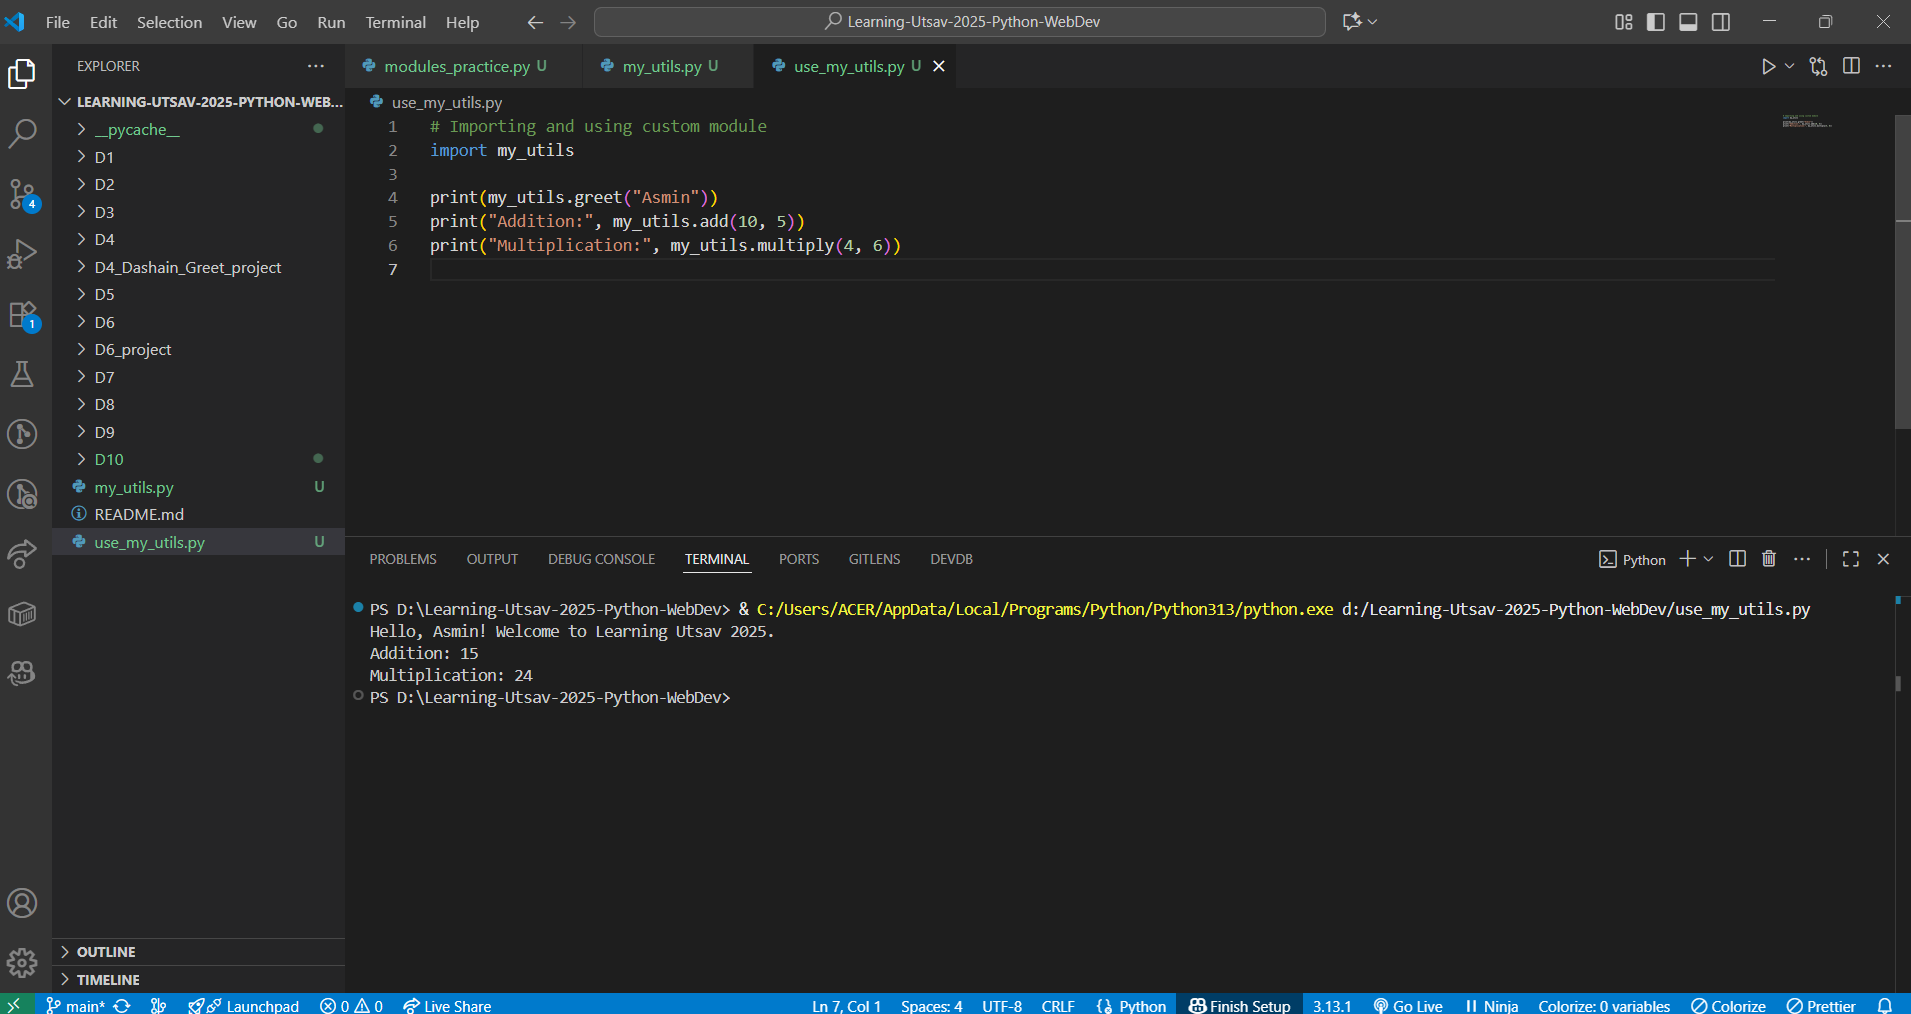 File Edit Selection View Go Run Terminal Help
Learning-Utsav-2025-Python-WebDev
EXPLORER
LEARNING-UTSAV-2025-PYTHON-WEB...
__pycache__
D1
D2
D3
D4
D4_Dashain_Greet_project
D5
D6
D6_project
D7
D8
D9
D10
my_utils.py U
README.md
use_my_utils.py U
OUTLINE
TIMELINE
4
1
modules_practice.py U my_utils.py U use_my_utils.py U
use_my_utils.py
1 # Importing and using custom module
2 import my_utils
3
4 print(my_utils.greet("Asmin"))
5 print("Addition:", my_utils.add(10, 5))
6 print("Multiplication:", my_utils.multiply(4, 6))
7
PROBLEMS OUTPUT DEBUG CONSOLE TERMINAL PORTS GITLENS DEVDB
Python
PS D:\Learning-Utsav-2025-Python-WebDev> & C:/Users/ACER/AppData/Local/Programs/Python/Python313/python.exe d:/Learning-Utsav-2025-Python-WebDev/use_my_utils.py
Hello, Asmin! Welcome to Learning Utsav 2025.
Addition: 15
Multiplication: 24
PS D:\Learning-Utsav-2025-Python-WebDev>
main* Launchpad 0 0 Live Share Ln 7, Col 1 Spaces: 4 UTF-8 CRLF {} Python Finish Setup 3.13.1 Go Live Ninja Colorize: 0 variables Colorize Prettier